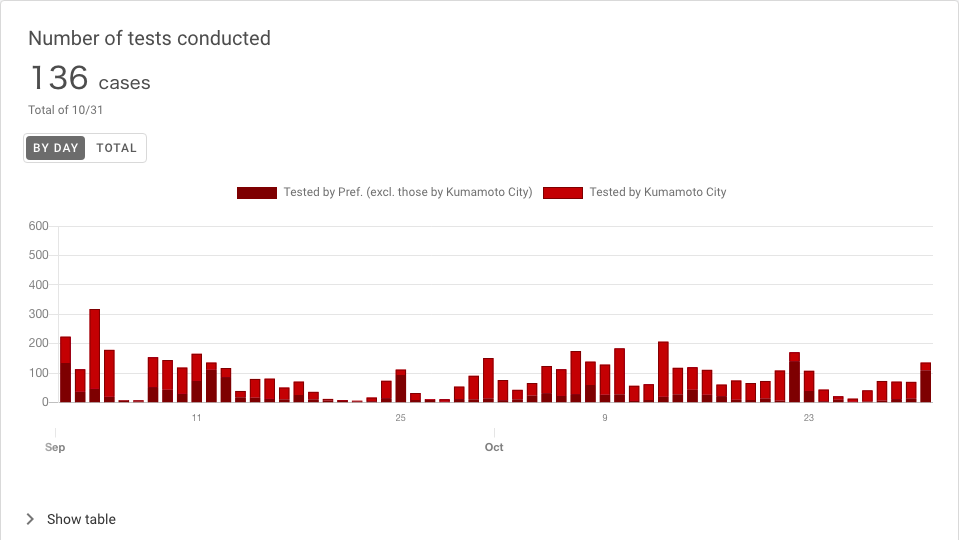 Number of tests conducted
136 cases
Total of 10/31
BY DAY TOTAL
Tested by Pref. (excl. those by Kumamoto City) Tested by Kumamoto City
600
500
400
300
200
100
0
11 25 9 23
Sep Oct
Show table